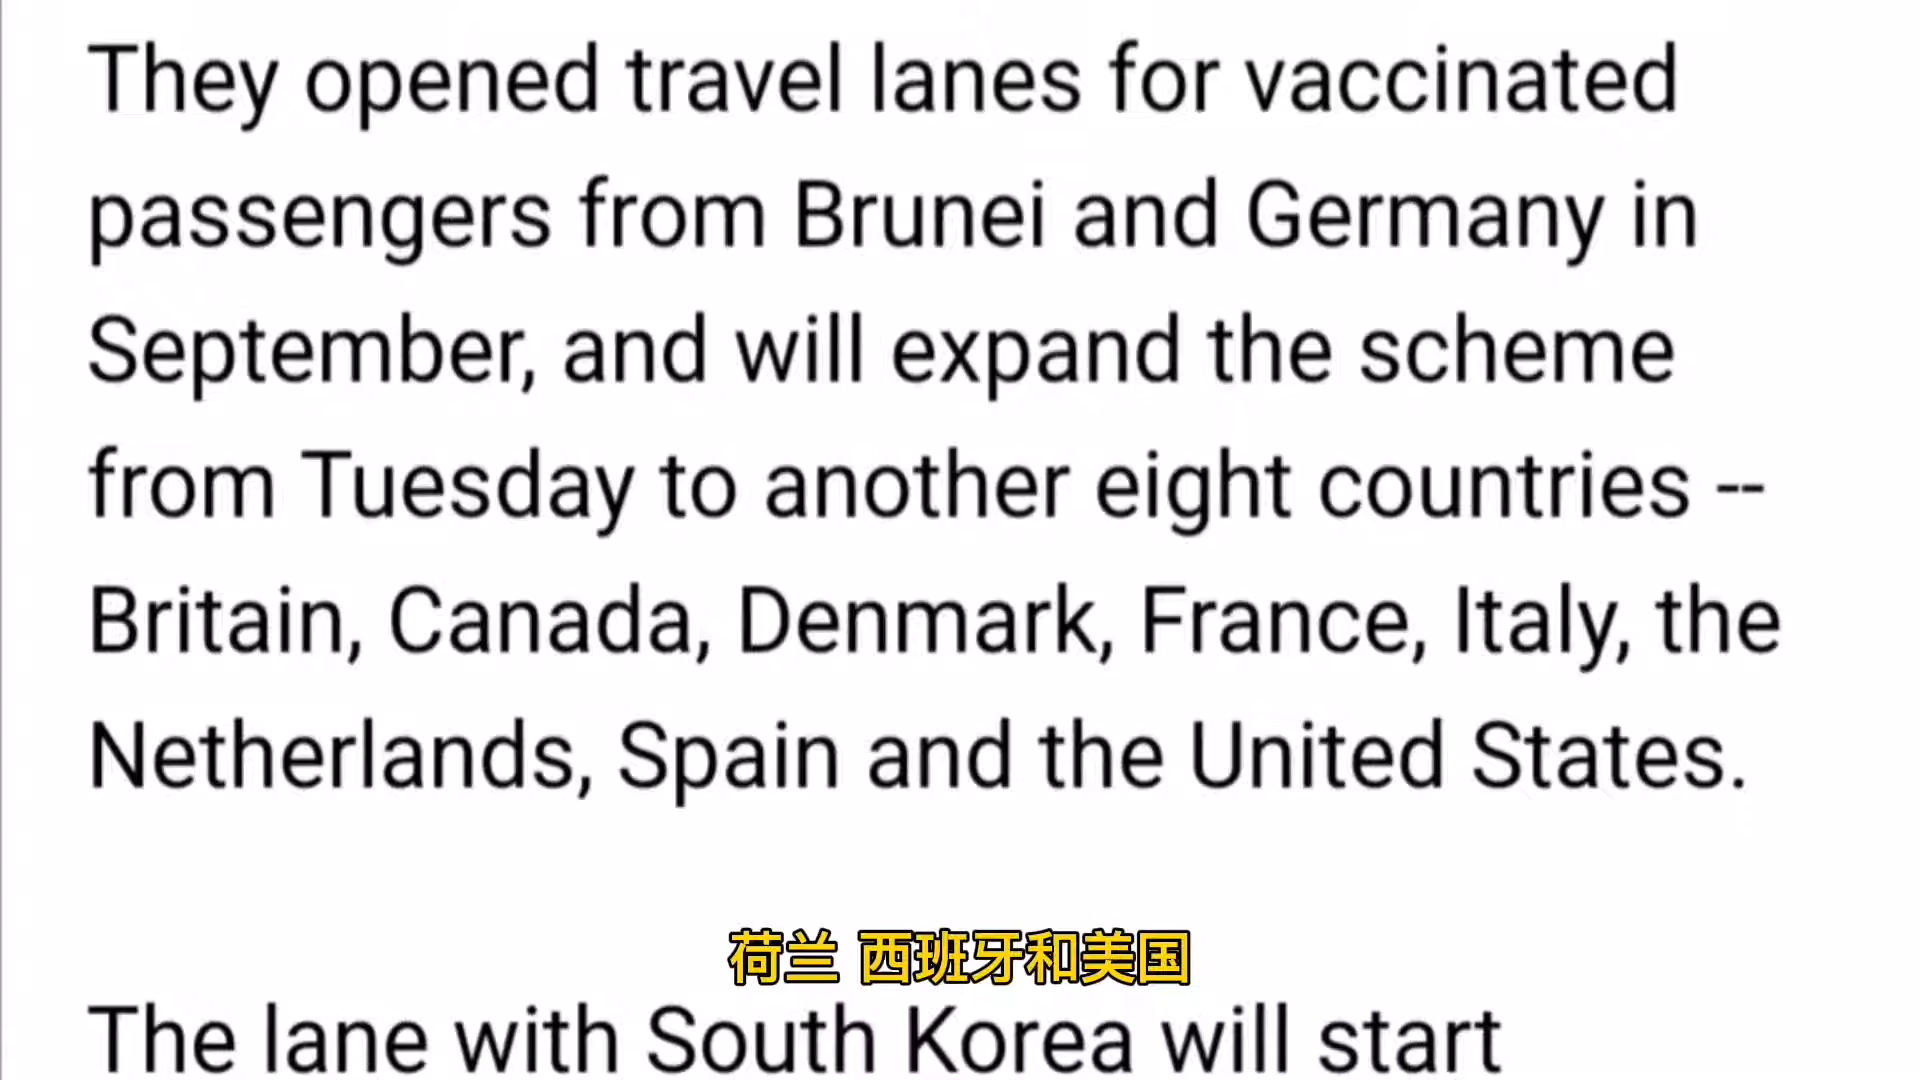 They opened travel lanes for vaccinated
passengers from Brunei and Germany in
September, and will expand the scheme
from Tuesday to another eight countries --
Britain, Canada, Denmark, France, Italy, the
Netherlands, Spain and the United States.
荷兰 西班牙和美国
The lane with South Korea will start